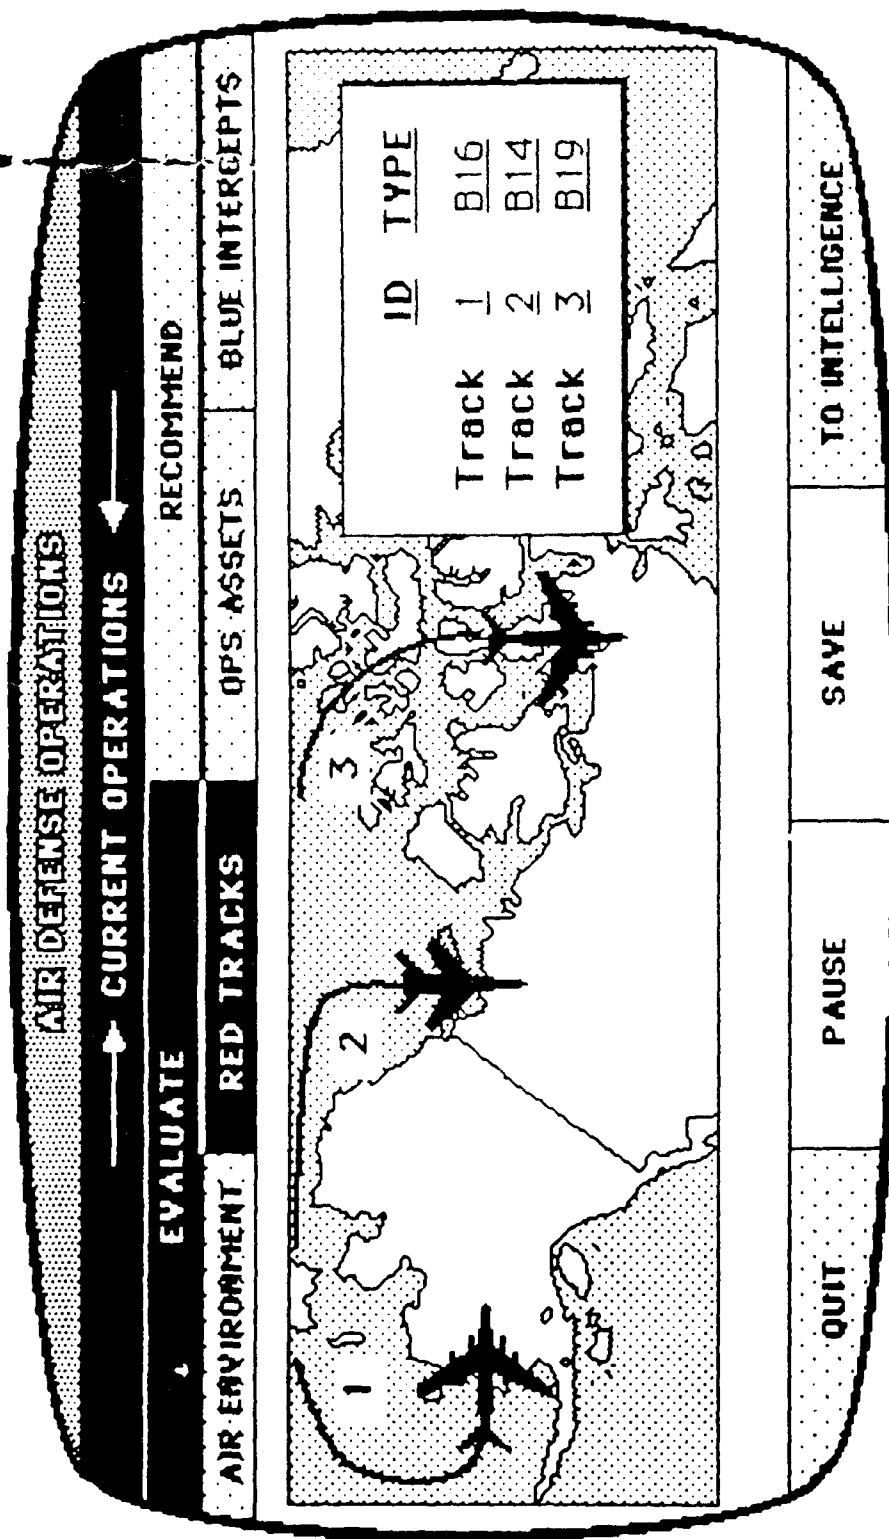 AIR DEFENSE OPERATIONS
CURRENT OPERATIONS
EVALUATE RECOMMEND
AIR ENVIRONMENT RED TRACKS OPS ASSETS BLUE INTERCEPTS
ID TYPE
Track 1 B16
Track 2 B14
Track 3 B19
1 2 3
QUIT PAUSE SAVE TO INTELLIGENCE